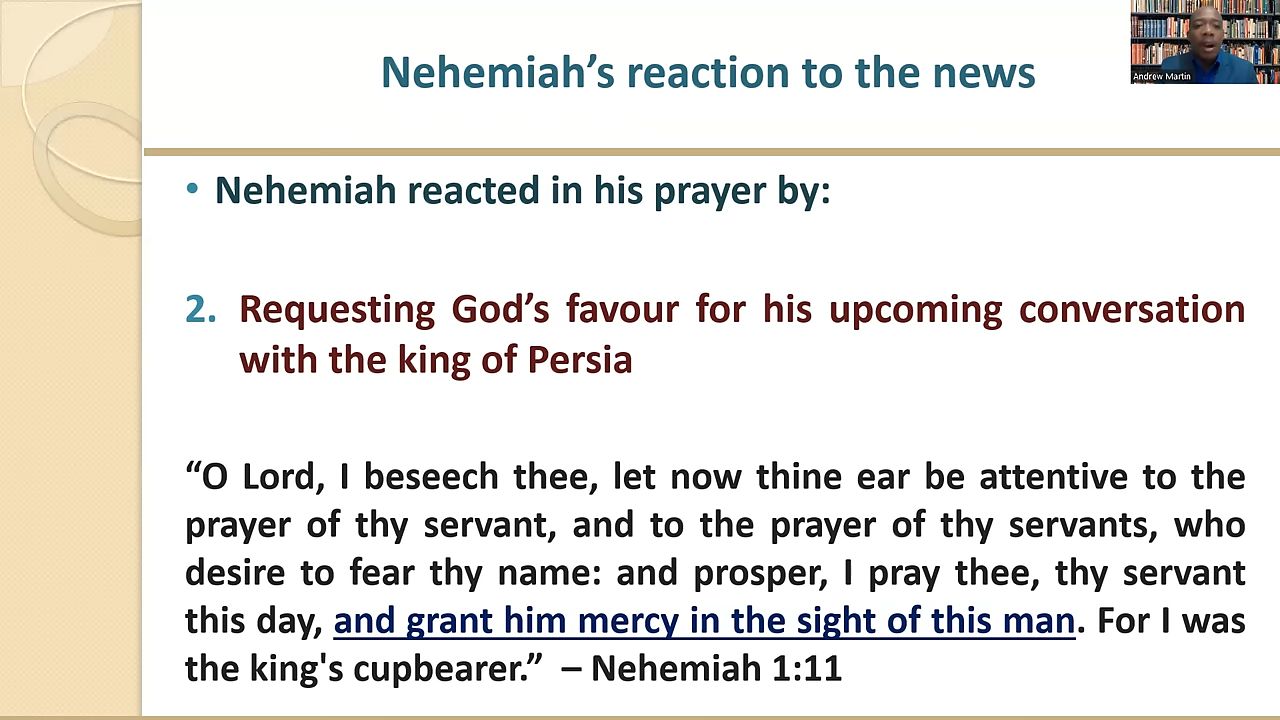 Nehemiah’s reaction to the news
Andrew Martin
• Nehemiah reacted in his prayer by:
2. Requesting God’s favour for his upcoming conversation
with the king of Persia
“O Lord, I beseech thee, let now thine ear be attentive to the
prayer of thy servant, and to the prayer of thy servants, who
desire to fear thy name: and prosper, I pray thee, thy servant
this day, and grant him mercy in the sight of this man. For I was
the king's cupbearer.” – Nehemiah 1:11